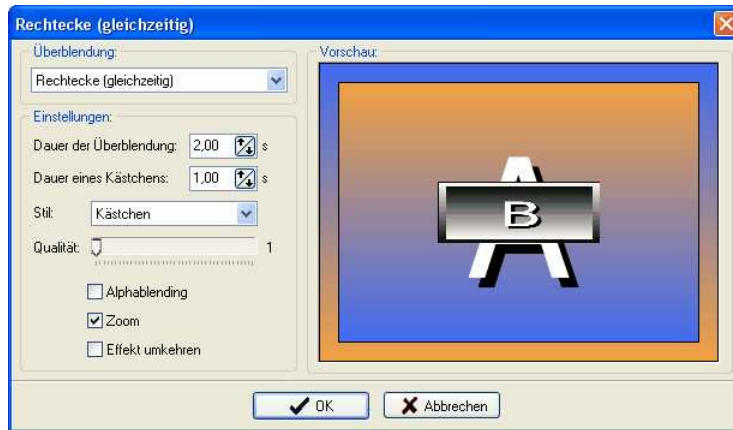 Rechtecke (gleichzeitig)
Überblendung:
Rechtecke (gleichzeitig)
Einstellungen:
Dauer der Überblendung: 2,00 s
Dauer eines Kästchens: 1,00 s
Stil: Kästchen
Qualität: 1
Alphablending
Zoom
Effekt umkehren
Vorschau:
A
B
OK
Abbrechen